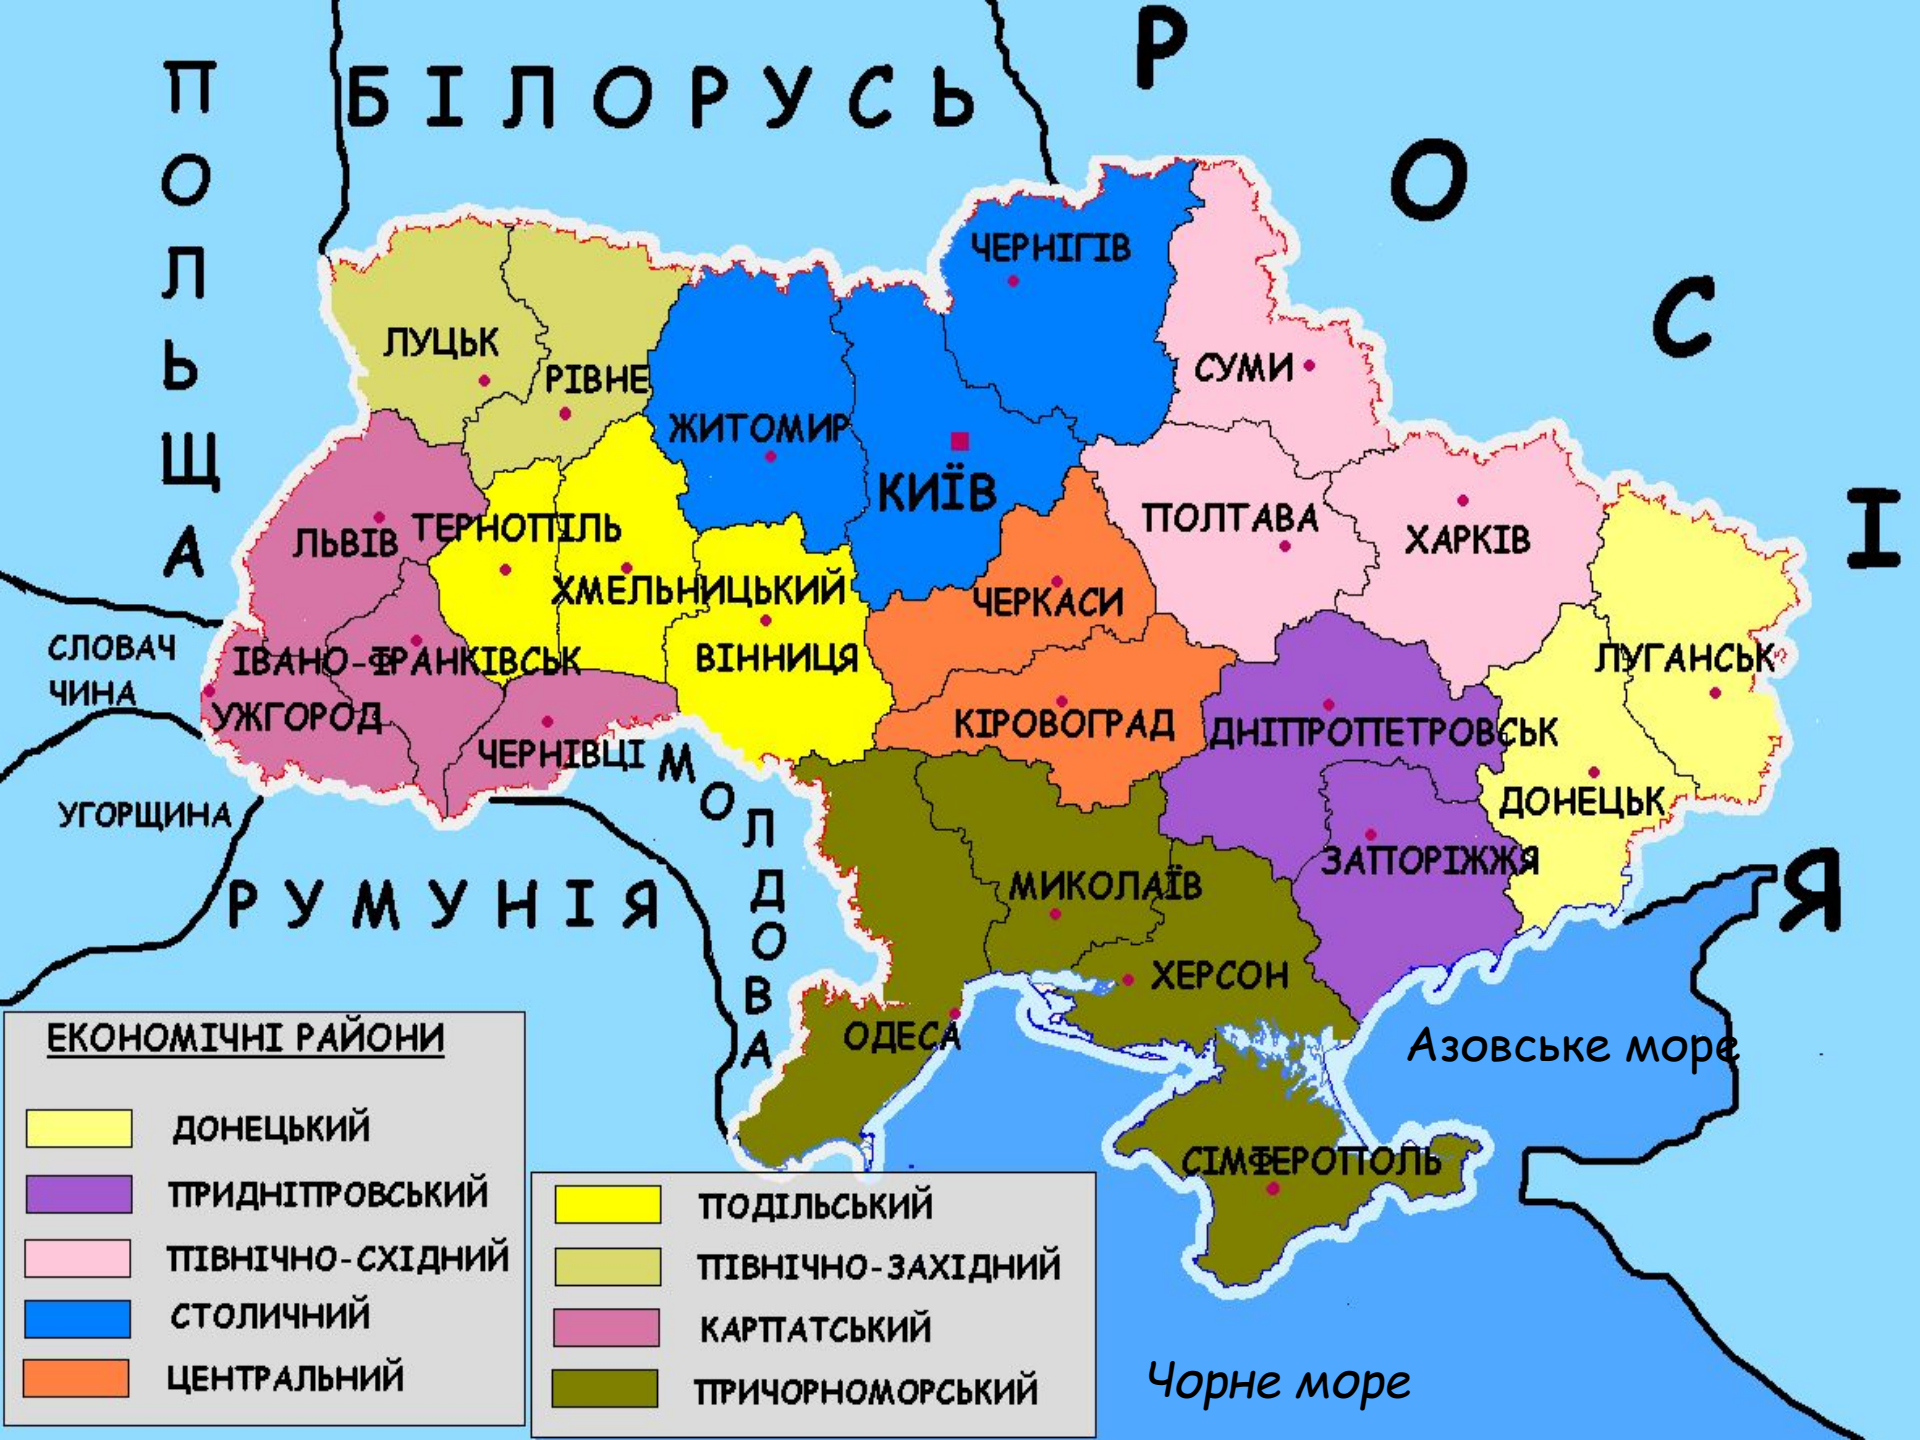 ПОЛЬЩА
БІЛОРУСЬ
РОСІЯ
ЧЕРНІГІВ
ЛУЦЬК
РІВНЕ
СУМИ
ЖИТОМИР
КИЇВ
ЛЬВІВ
ТЕРНОПІЛЬ
ПОЛТАВА
ХАРКІВ
ХМЕЛЬНИЦЬКИЙ
ЧЕРКАСИ
СЛОВАЧ
ЧИНА
ІВАНО-ФРАНКІВСЬК
ВІННИЦЯ
ЛУГАНСЬК
УЖГОРОД
КІРОВОГРАД
ДНІПРОПЕТРОВСЬК
ЧЕРНІВЦІ
МОЛДОВА
УГОРЩИНА
ДОНЕЦЬК
ЗАПОРІЖЖЯ
РУМУНІЯ
МИКОЛАЇВ
ХЕРСОН
ОДЕСА
Азовське море
СІМФЕРОПОЛЬ
Чорне море
ЕКОНОМІЧНІ РАЙОНИ
ДОНЕЦЬКИЙ
ПРИДНІПРОВСЬКИЙ
ПІВНІЧНО-СХІДНИЙ
СТОЛИЧНИЙ
ЦЕНТРАЛЬНИЙ
ПОДІЛЬСЬКИЙ
ПІВНІЧНО-ЗАХІДНИЙ
КАРПАТСЬКИЙ
ПРИЧОРНОМОРСЬКИЙ